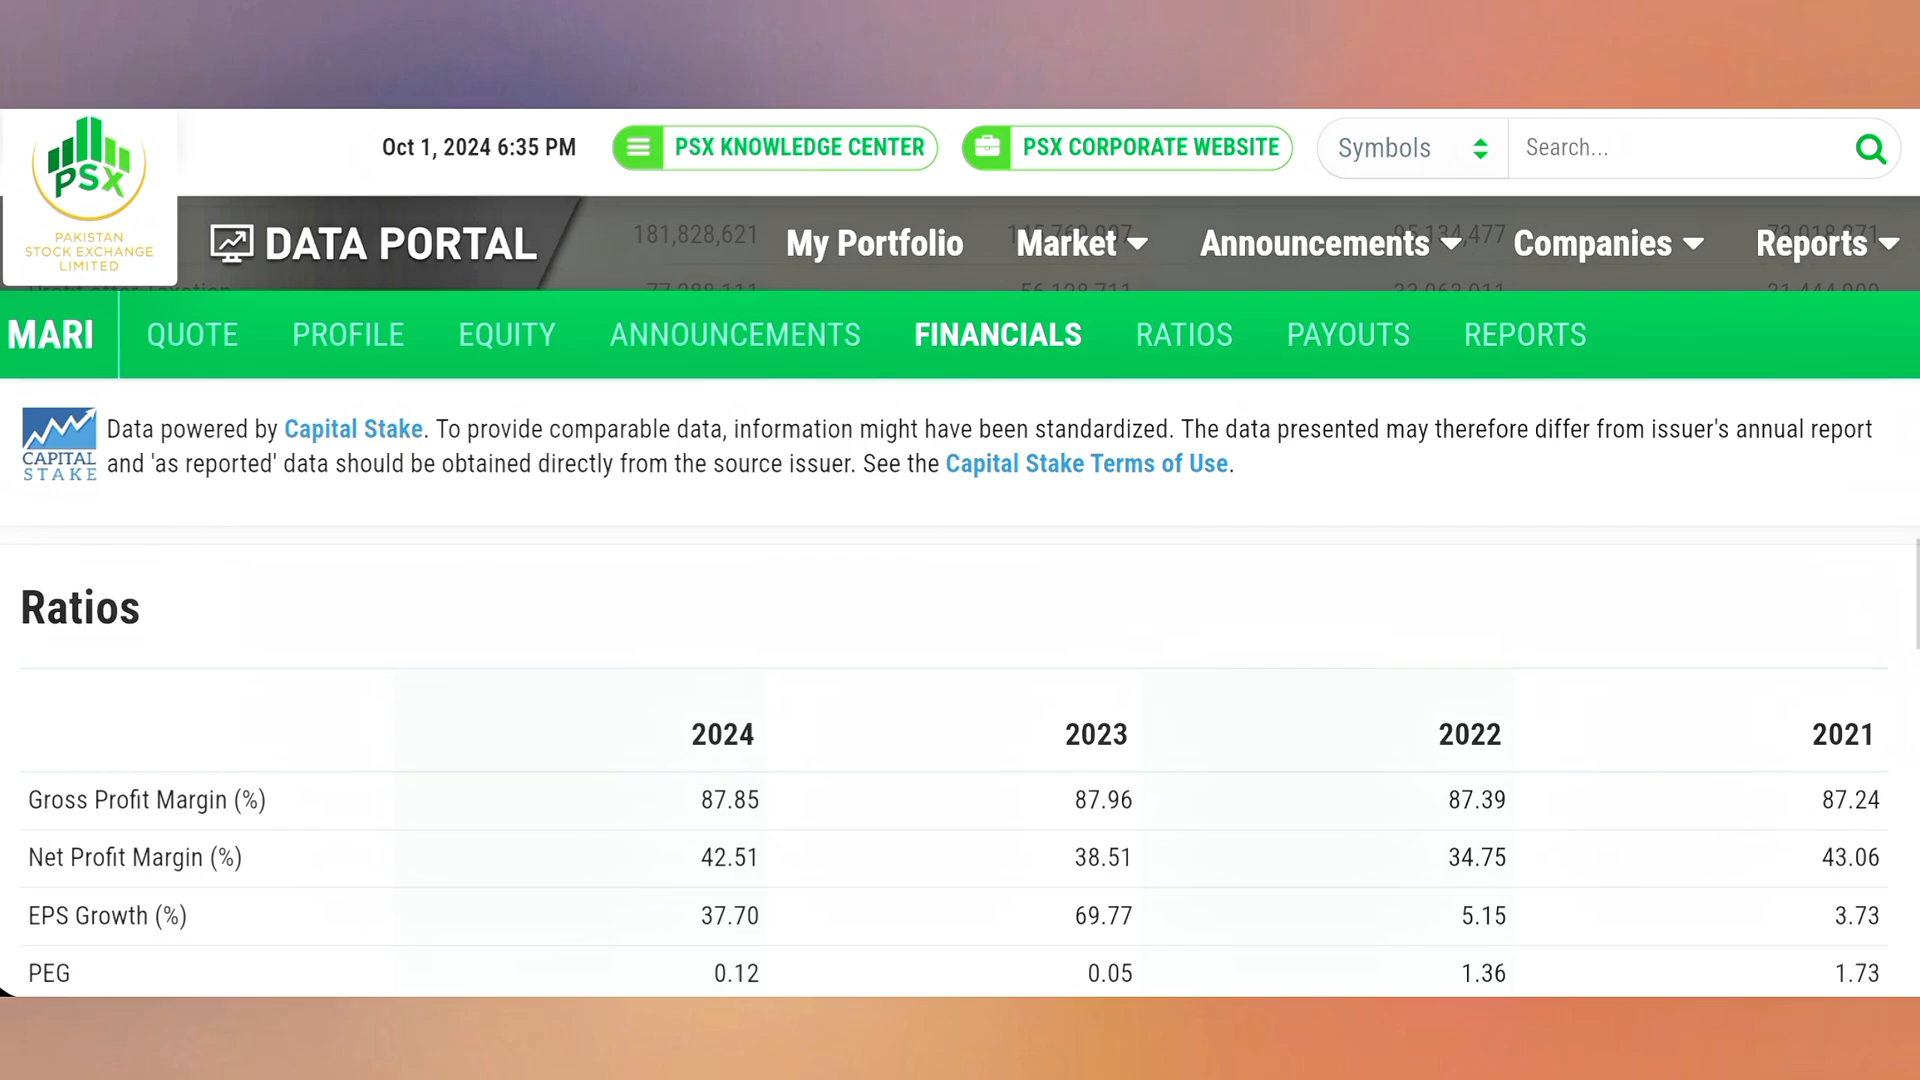 PSX
PAKISTAN
STOCK EXCHANGE
LIMITED
Oct 1, 2024 6:35 PM
PSX KNOWLEDGE CENTER
PSX CORPORATE WEBSITE
Symbols
Search...
DATA PORTAL
181,828,621
My Portfolio
Market
Announcements
Companies
Reports
MARI
QUOTE
PROFILE
EQUITY
ANNOUNCEMENTS
FINANCIALS
RATIOS
PAYOUTS
REPORTS
CAPITAL
STAKE
Data powered by Capital Stake. To provide comparable data, information might have been standardized. The data presented may therefore differ from issuer's annual report
and 'as reported' data should be obtained directly from the source issuer. See the Capital Stake Terms of Use.
Ratios
2024 2023 2022 2021
Gross Profit Margin (%) 87.85 87.96 87.39 87.24
Net Profit Margin (%) 42.51 38.51 34.75 43.06
EPS Growth (%) 37.70 69.77 5.15 3.73
PEG 0.12 0.05 1.36 1.73